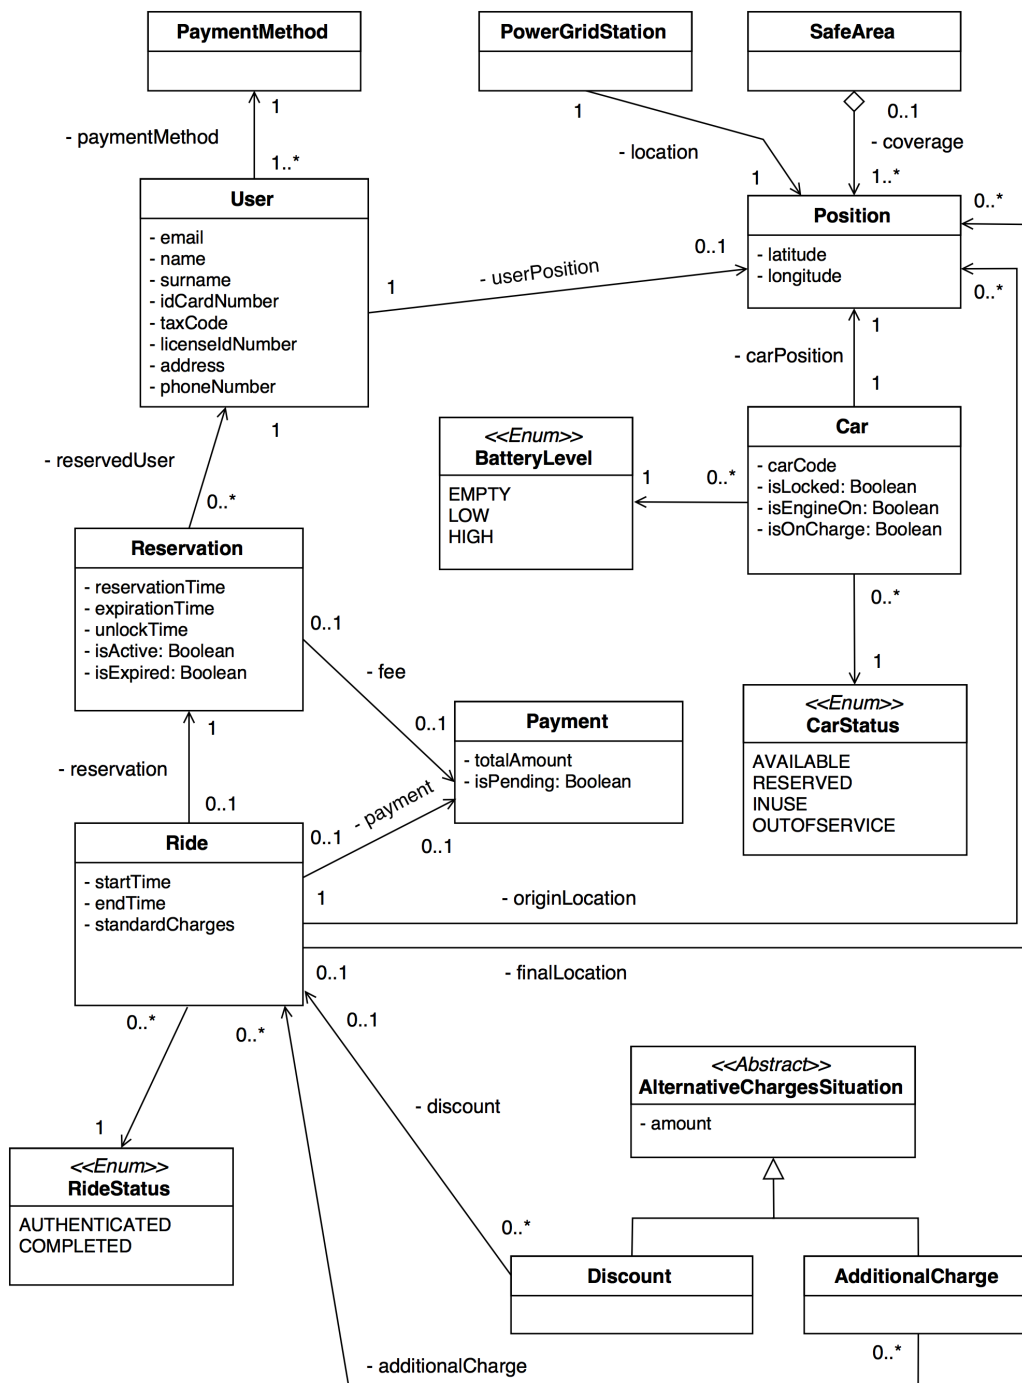 PaymentMethod
PowerGridStation
SafeArea
1
- paymentMethod
1..*
1
- location
1
0..1
- coverage
1..*
User
- email
- name
- surname
- idCardNumber
- taxCode
- licenseIdNumber
- address
- phoneNumber
Position
- latitude
- longitude
0..*
0..*
0..1
- userPosition
1
1
- carPosition
1
1
- reservedUser
0..*
<<Enum>>
BatteryLevel
EMPTY
LOW
HIGH
1
0..*
Car
- carCode
- isLocked: Boolean
- isEngineOn: Boolean
- isOnCharge: Boolean
Reservation
- reservationTime
- expirationTime
- unlockTime
- isActive: Boolean
- isExpired: Boolean
0..1
- fee
0..1
0..*
1
<<Enum>>
CarStatus
AVAILABLE
RESERVED
INUSE
OUTOFSERVICE
Payment
- totalAmount
- isPending: Boolean
1
- reservation
0..1
0..1
- payment
0..1
Ride
- startTime
- endTime
- standardCharges
1
- originLocation
0..1
- finalLocation
0..*
0..*
0..1
- discount
0..*
1
<<Enum>>
RideStatus
AUTHENTICATED
COMPLETED
<<Abstract>>
AlternativeChargesSituation
- amount
Discount
AdditionalCharge
- additionalCharge
0..*